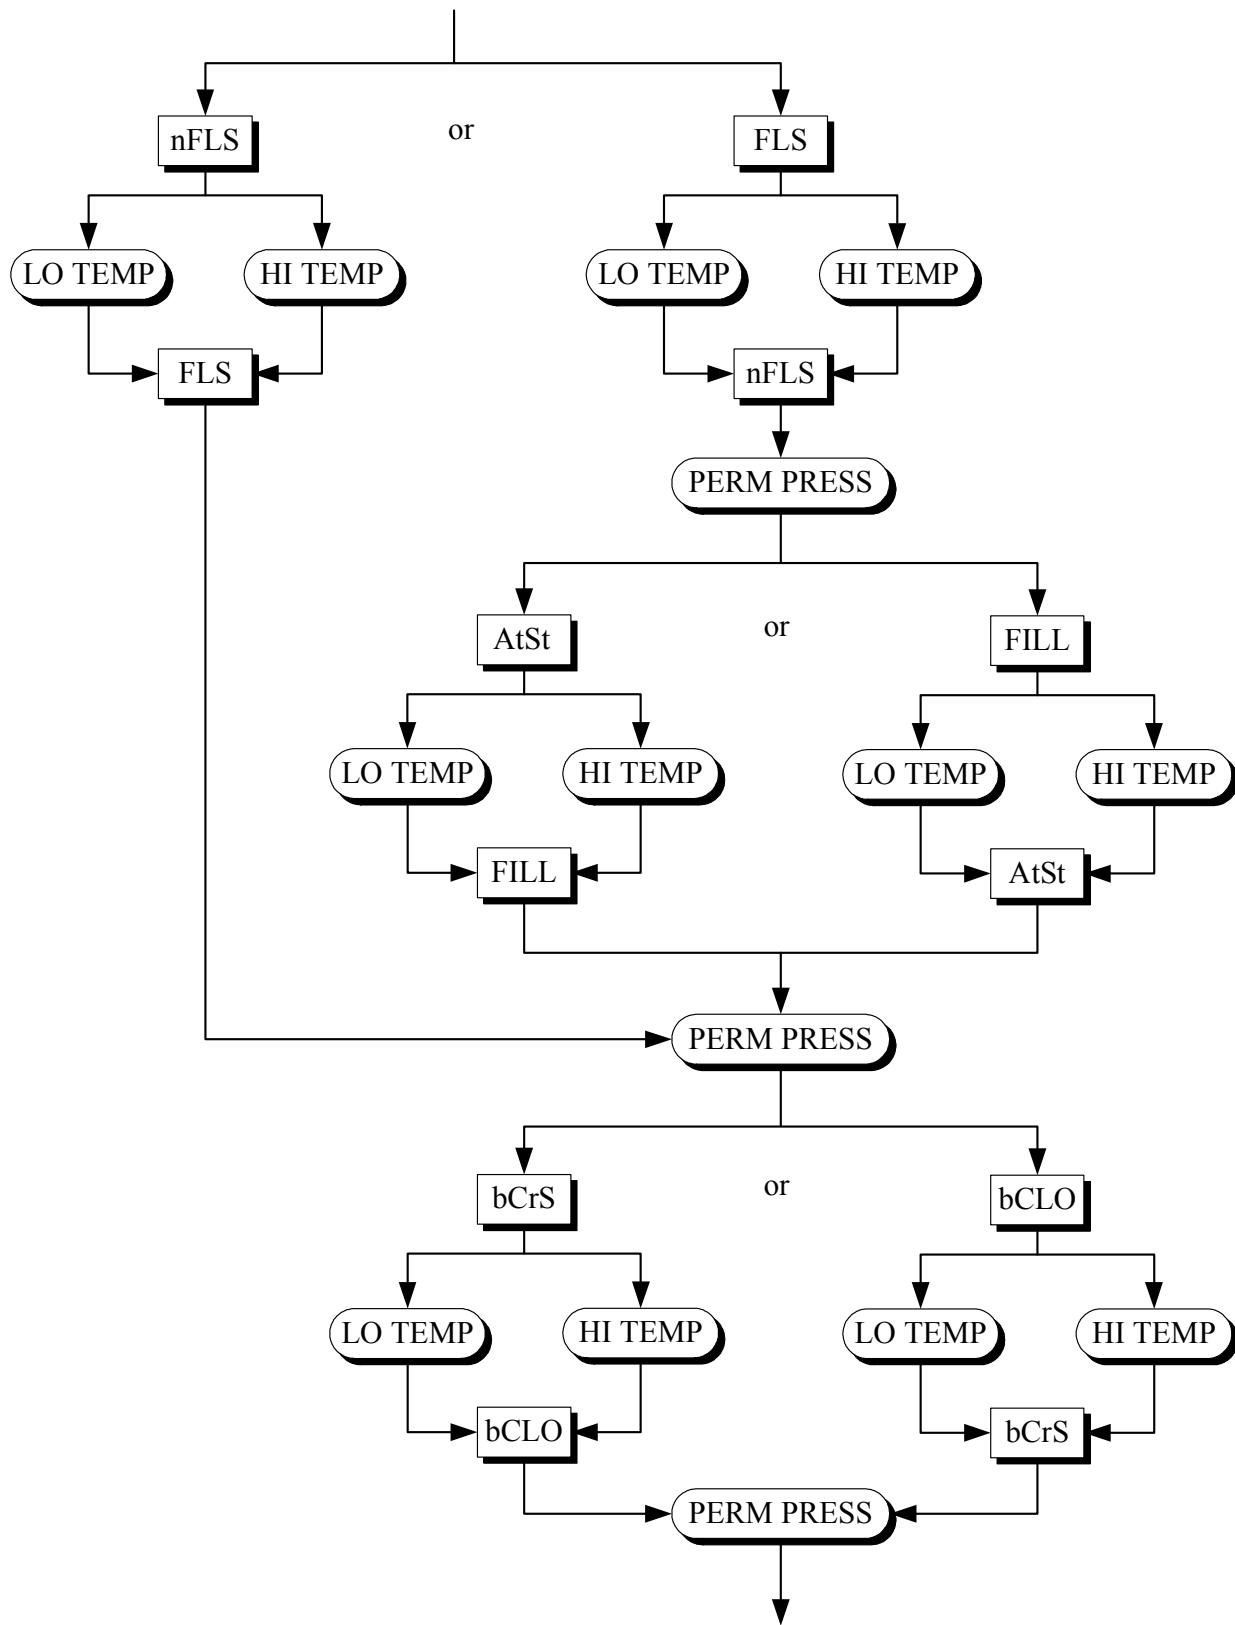 nFLS
or
FLS
LO TEMP
HI TEMP
LO TEMP
HI TEMP
FLS
nFLS
PERM PRESS
AtSt
or
FILL
LO TEMP
HI TEMP
LO TEMP
HI TEMP
FILL
AtSt
PERM PRESS
bCrS
or
bCLO
LO TEMP
HI TEMP
LO TEMP
HI TEMP
bCLO
bCrS
PERM PRESS